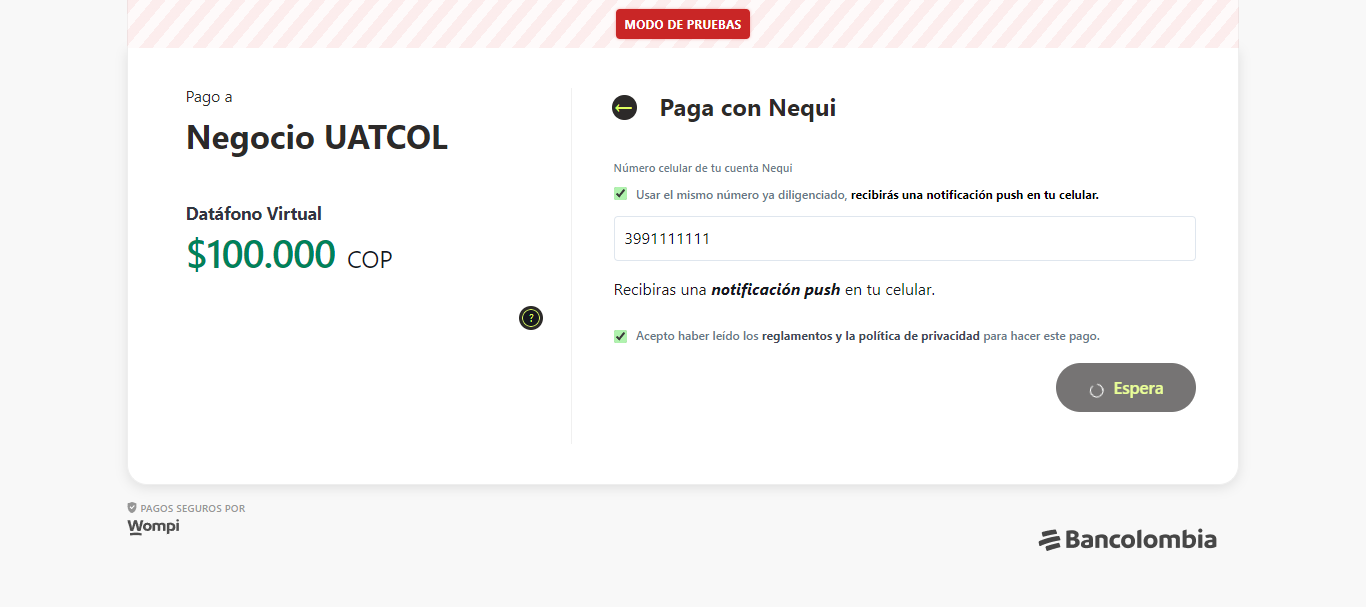 MODO DE PRUEBAS
Pago a
Negocio UATCOL
Datáfono Virtual
$100.000 COP
?
Paga con Nequi
Número celular de tu cuenta Nequi
Usar el mismo número ya diligenciado, recibirás una notificación push en tu celular.
3991111111
Recibiras una notificación push en tu celular.
Acepto haber leído los reglamentos y la política de privacidad para hacer este pago.
Espera
PAGOS SEGUROS POR
Wompi
Bancolombia